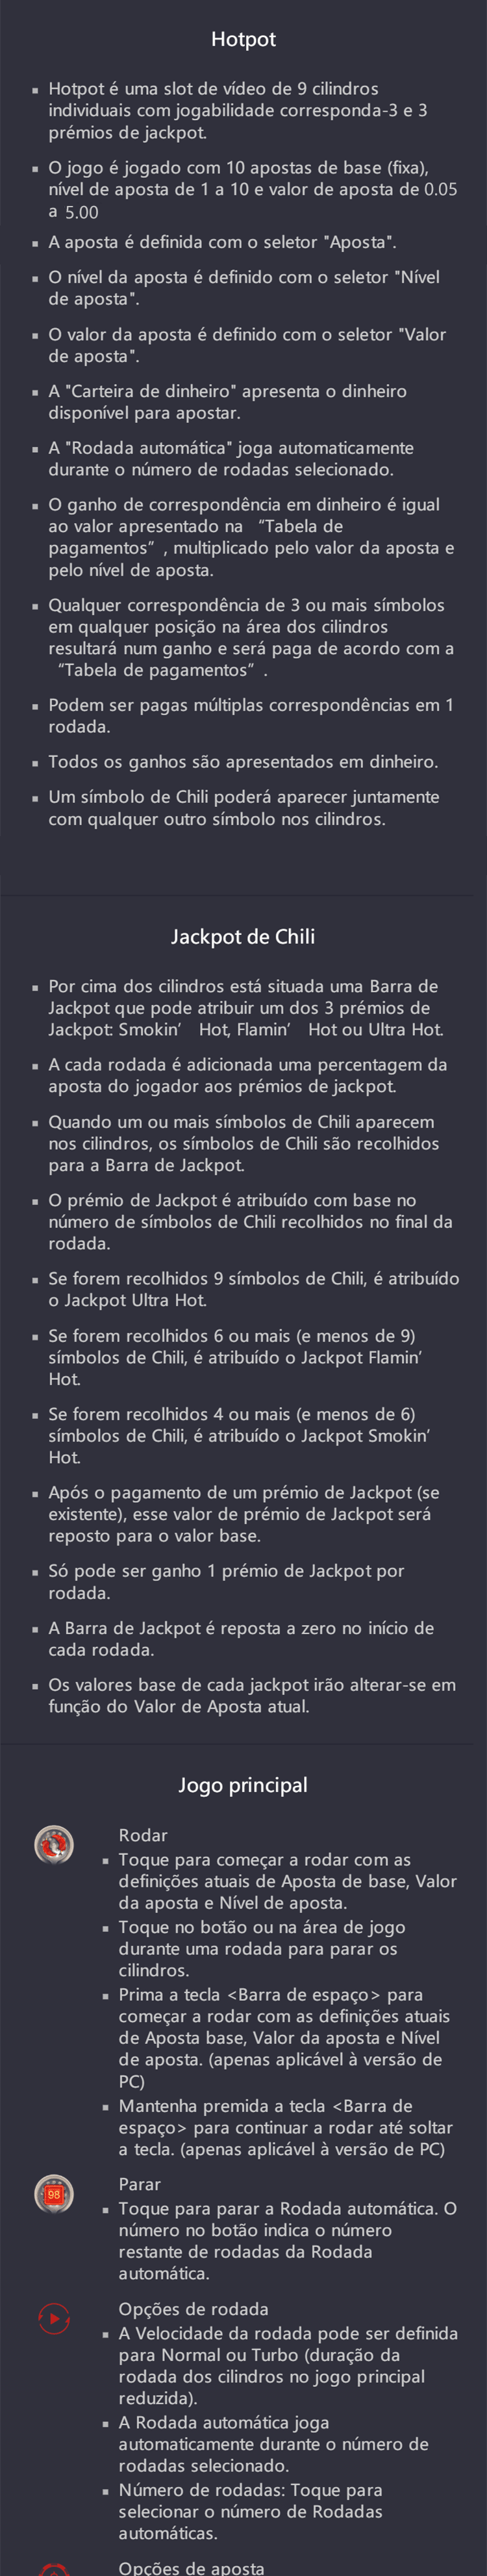 Hotpot
▪ Hotpot é uma slot de vídeo de 9 cilindros
individuais com jogabilidade corresponda-3 e 3
prémios de jackpot.
▪ O jogo é jogado com 10 apostas de base (fixa),
nível de aposta de 1 a 10 e valor de aposta de 0.05
a 5.00
▪ A aposta é definida com o seletor "Aposta".
▪ O nível da aposta é definido com o seletor "Nível
de aposta".
▪ O valor da aposta é definido com o seletor "Valor
de aposta".
▪ A "Carteira de dinheiro" apresenta o dinheiro
disponível para apostar.
▪ A "Rodada automática" joga automaticamente
durante o número de rodadas selecionado.
▪ O ganho de correspondência em dinheiro é igual
ao valor apresentado na “Tabela de
pagamentos”, multiplicado pelo valor da aposta e
pelo nível de aposta.
▪ Qualquer correspondência de 3 ou mais símbolos
em qualquer posição na área dos cilindros
resultará num ganho e será paga de acordo com a
“Tabela de pagamentos”.
▪ Podem ser pagas múltiplas correspondências em 1
rodada.
▪ Todos os ganhos são apresentados em dinheiro.
▪ Um símbolo de Chili poderá aparecer juntamente
com qualquer outro símbolo nos cilindros.
Jackpot de Chili
▪ Por cima dos cilindros está situada uma Barra de
Jackpot que pode atribuir um dos 3 prémios de
Jackpot: Smokin’ Hot, Flamin’ Hot ou Ultra Hot.
▪ A cada rodada é adicionada uma percentagem da
aposta do jogador aos prémios de jackpot.
▪ Quando um ou mais símbolos de Chili aparecem
nos cilindros, os símbolos de Chili são recolhidos
para a Barra de Jackpot.
▪ O prémio de Jackpot é atribuído com base no
número de símbolos de Chili recolhidos no final da
rodada.
▪ Se forem recolhidos 9 símbolos de Chili, é atribuído
o Jackpot Ultra Hot.
▪ Se forem recolhidos 6 ou mais (e menos de 9)
símbolos de Chili, é atribuído o Jackpot Flamin’
Hot.
▪ Se forem recolhidos 4 ou mais (e menos de 6)
símbolos de Chili, é atribuído o Jackpot Smokin’
Hot.
▪ Após o pagamento de um prémio de Jackpot (se
existente), esse valor de prémio de Jackpot será
reposto para o valor base.
▪ Só pode ser ganho 1 prémio de Jackpot por
rodada.
▪ A Barra de Jackpot é reposta a zero no início de
cada rodada.
▪ Os valores base de cada jackpot irão alterar-se em
função do Valor de Aposta atual.
Jogo principal
Rodar
▪ Toque para começar a rodar com as
definições atuais de Aposta de base, Valor
da aposta e Nível de aposta.
▪ Toque no botão ou na área de jogo
durante uma rodada para parar os
cilindros.
▪ Prima a tecla <Barra de espaço> para
começar a rodar com as definições atuais
de Aposta base, Valor da aposta e Nível
de aposta. (apenas aplicável à versão de
PC)
▪ Mantenha premida a tecla <Barra de
espaço> para continuar a rodar até soltar
a tecla. (apenas aplicável à versão de PC)
98
Parar
▪ Toque para parar a Rodada automática. O
número no botão indica o número
restante de rodadas da Rodada
automática.
Opções de rodada
▪ A Velocidade da rodada pode ser definida
para Normal ou Turbo (duração da
rodada dos cilindros no jogo principal
reduzida).
▪ A Rodada automática joga
automaticamente durante o número de
rodadas selecionado.
▪ Número de rodadas: Toque para
selecionar o número de Rodadas
automáticas.
Opções de aposta